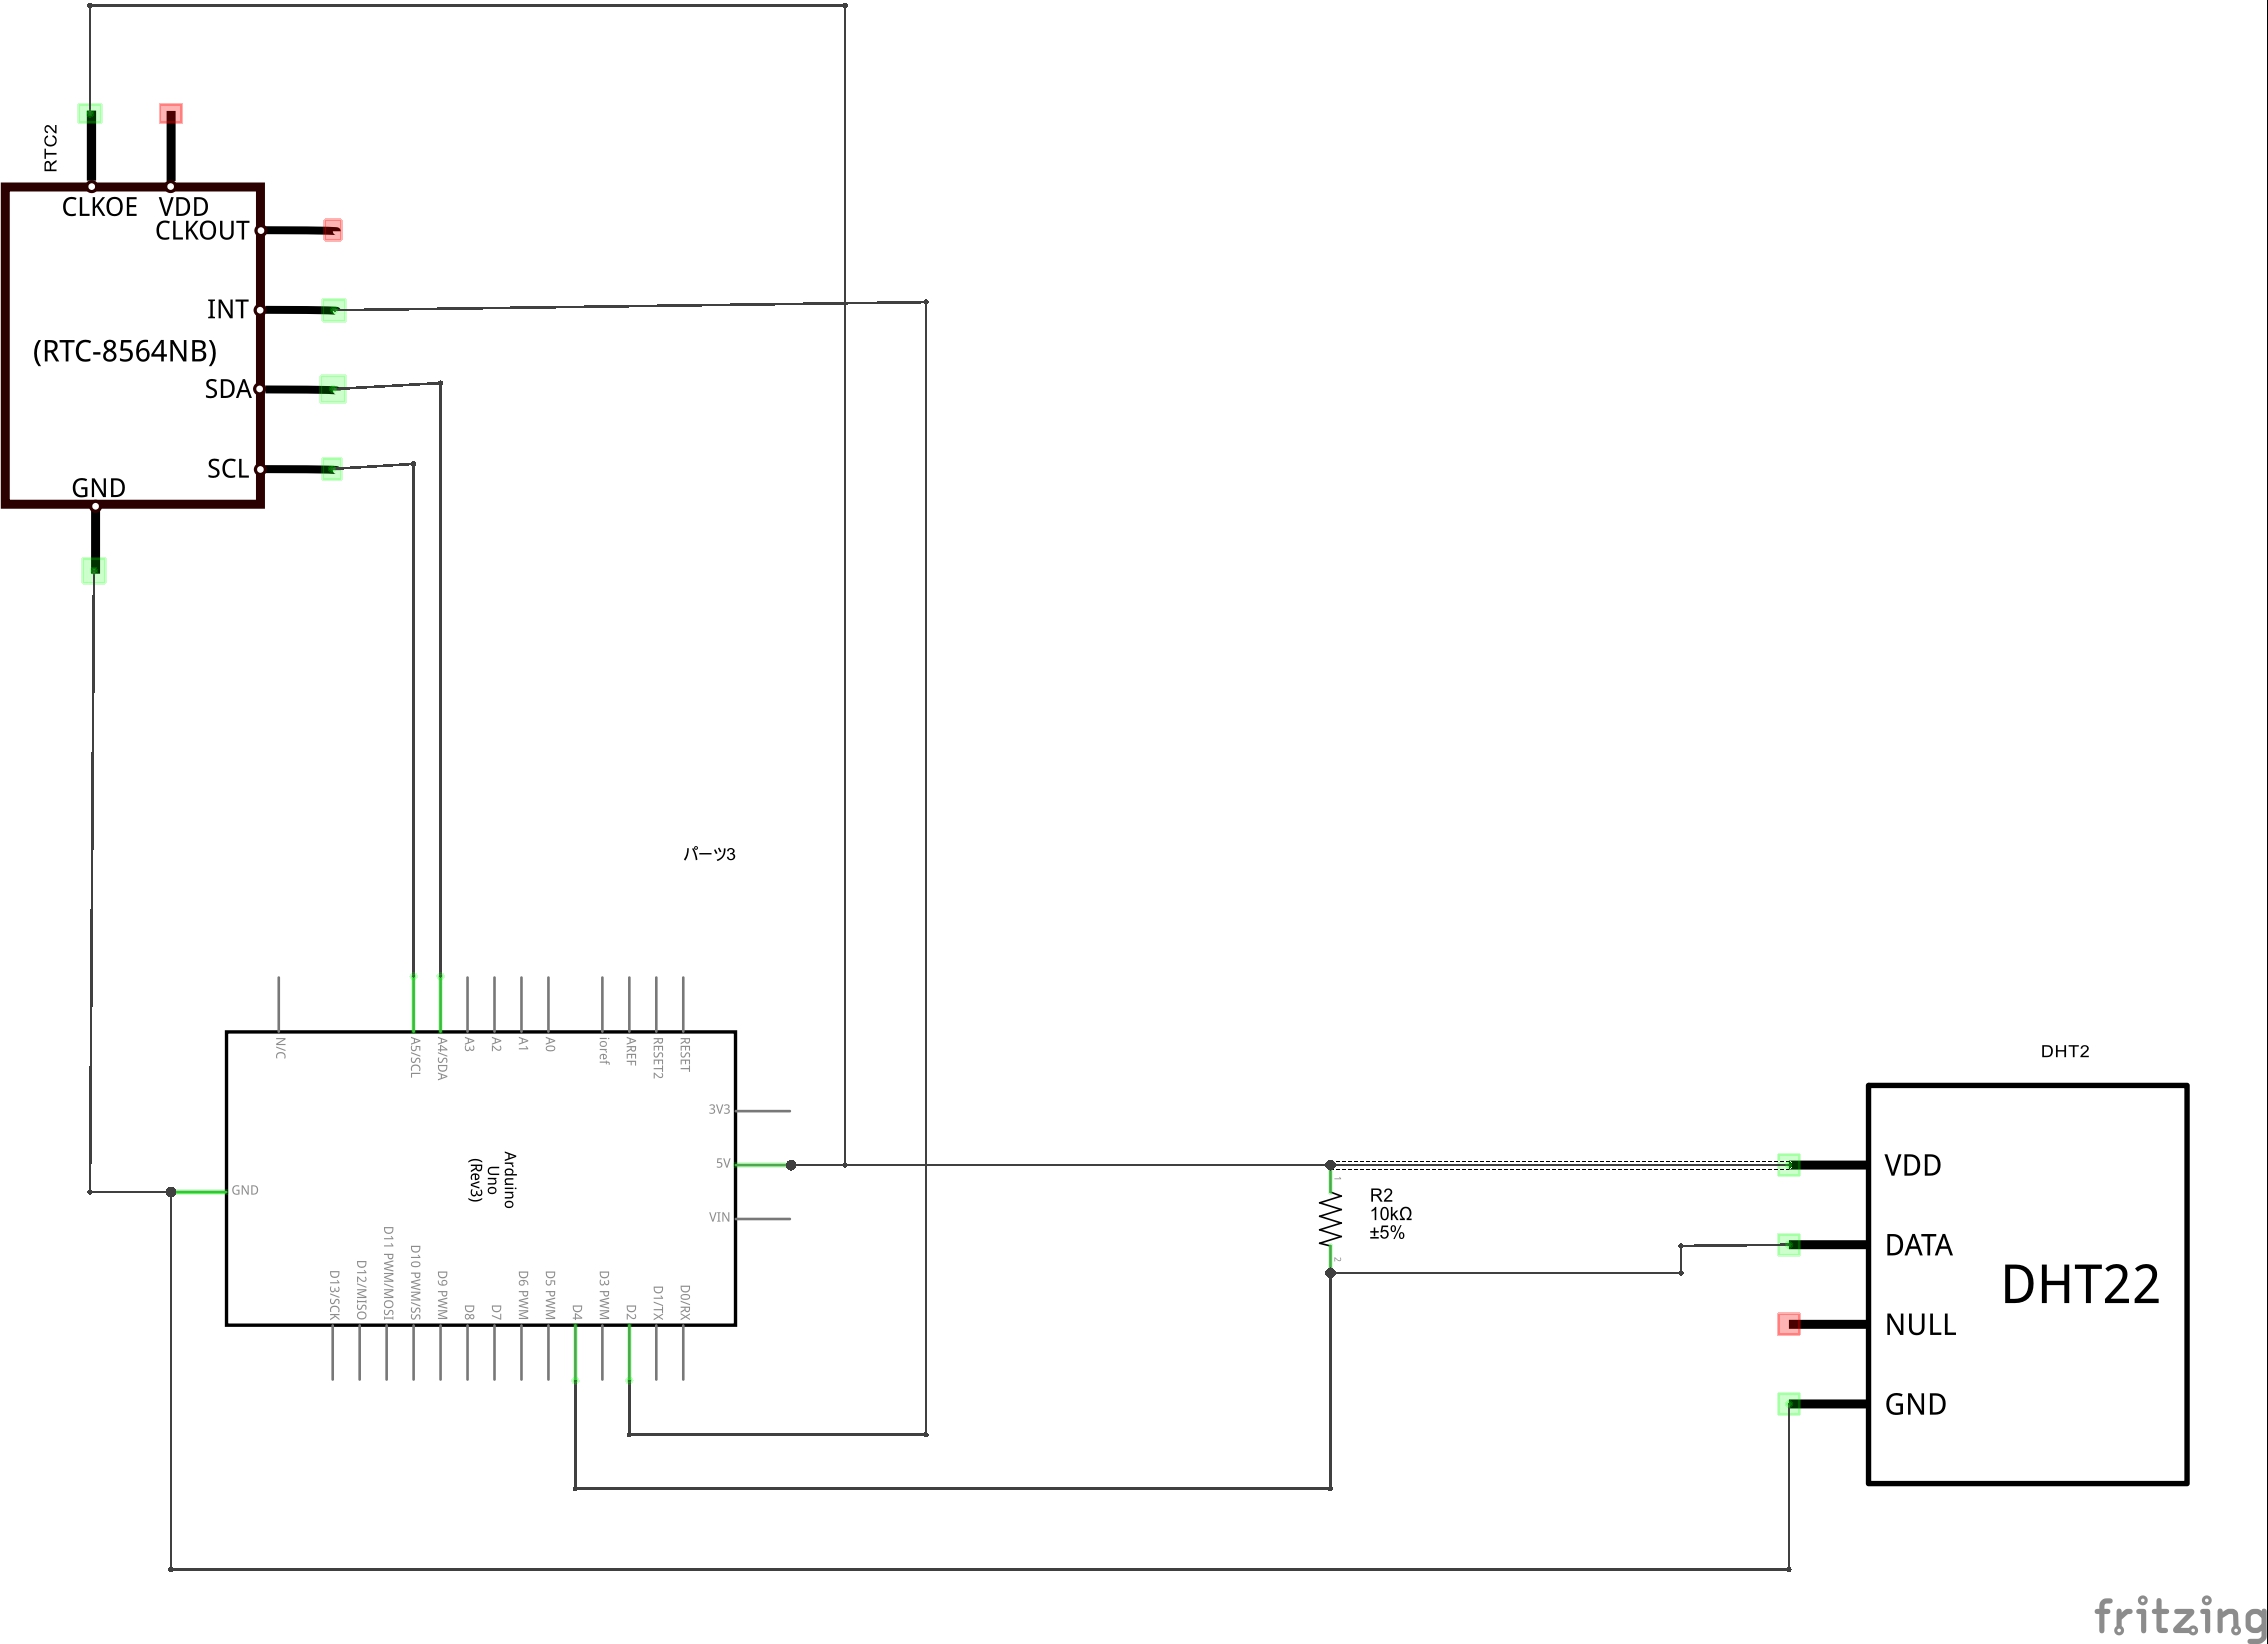 RTC2
CLKOE
VDD
CLKOUT
INT
(RTC-8564NB)
SDA
SCL
GND
パーツ3
N/C
A5/SCL
A4/SDA
A3
A2
A1
A0
ioref
AREF
RESET2
RESET
3V3
5V
VIN
GND
Arduino
Uno
(Rev3)
D13/SCK
D12/MISO
D11 PWM/MOSI
D10 PWM/SS
D9 PWM
D8
D7
D6 PWM
D5 PWM
D4
D3 PWM
D2
D1/TX
D0/RX
1
R2
10kΩ
±5%
2
DHT2
VDD
DATA
DHT22
NULL
GND
fritzing